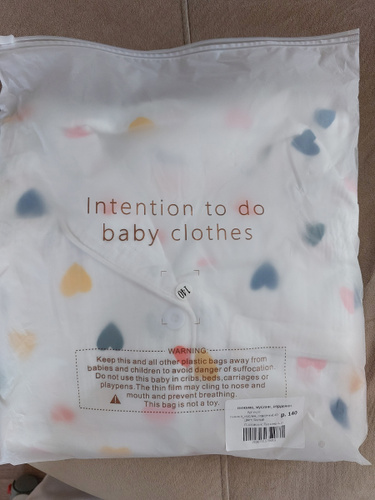 Intention to do
baby clothes
140
WARNING:
Keep this and all other plastic bags away from
babies and children to avoid danger of suffocation.
Do not use this baby in cribs,beds,carriages or
playpens.The thin film may cling to nose and
mouth and prevent breathing.
This bag is not a toy.
р. 140